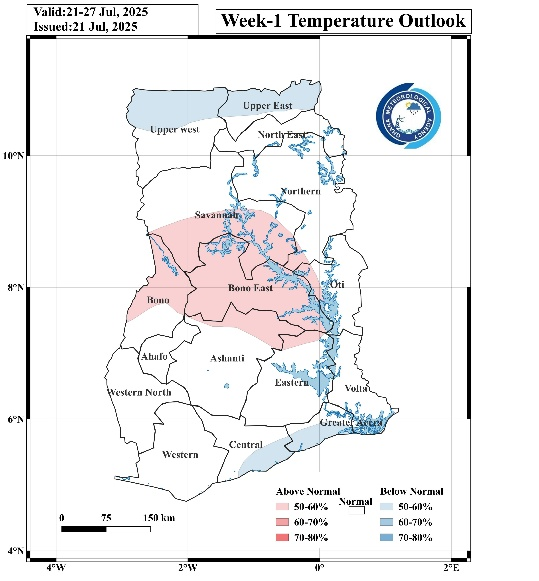 Valid:21-27 Jul, 2025
Issued:21 Jul, 2025
Week-1 Temperature Outlook
GHANA METEOROLOGICAL AGENCY
Upper East
Upper west
North East
10°N
Northern
Savannah
8°N
Bono East
Oti
Bono
Ahafo
Ashanti
Eastern
Western North
Volta
6°N
Greater Accra
Central
Western
Above Normal
Normal
Below Normal
50-60%
50-60%
60-70%
60-70%
70-80%
70-80%
0 75 150 km
4°N
4°W
2°W
0°
2°E